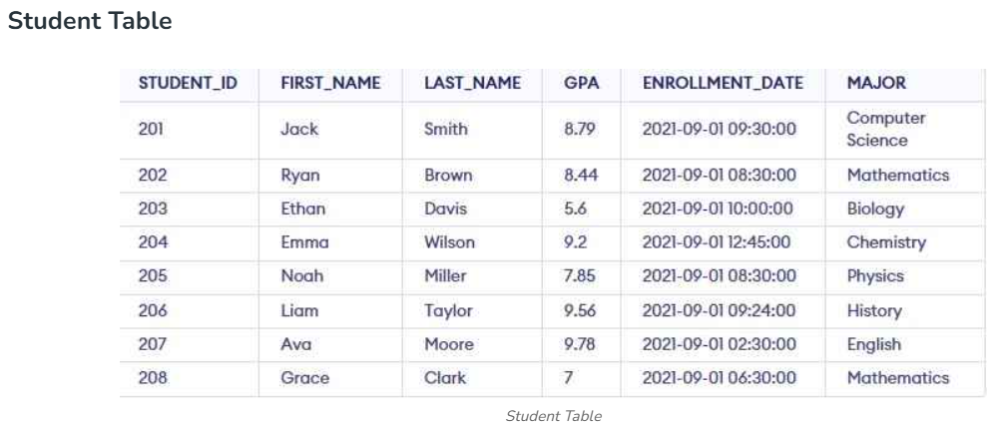 Student Table
STUDENT_ID FIRST_NAME LAST_NAME GPA ENROLLMENT_DATE MAJOR
201 Jack Smith 8.79 2021-09-01 09:30:00 Computer
Science
202 Ryan Brown 8.44 2021-09-01 08:30:00 Mathematics
203 Ethan Davis 5.6 2021-09-01 10:00:00 Biology
204 Emma Wilson 9.2 2021-09-01 12:45:00 Chemistry
205 Noah Miller 7.85 2021-09-01 08:30:00 Physics
206 Liam Taylor 9.56 2021-09-01 09:24:00 History
207 Ava Moore 9.78 2021-09-01 02:30:00 English
208 Grace Clark 7 2021-09-01 06:30:00 Mathematics
Student Table